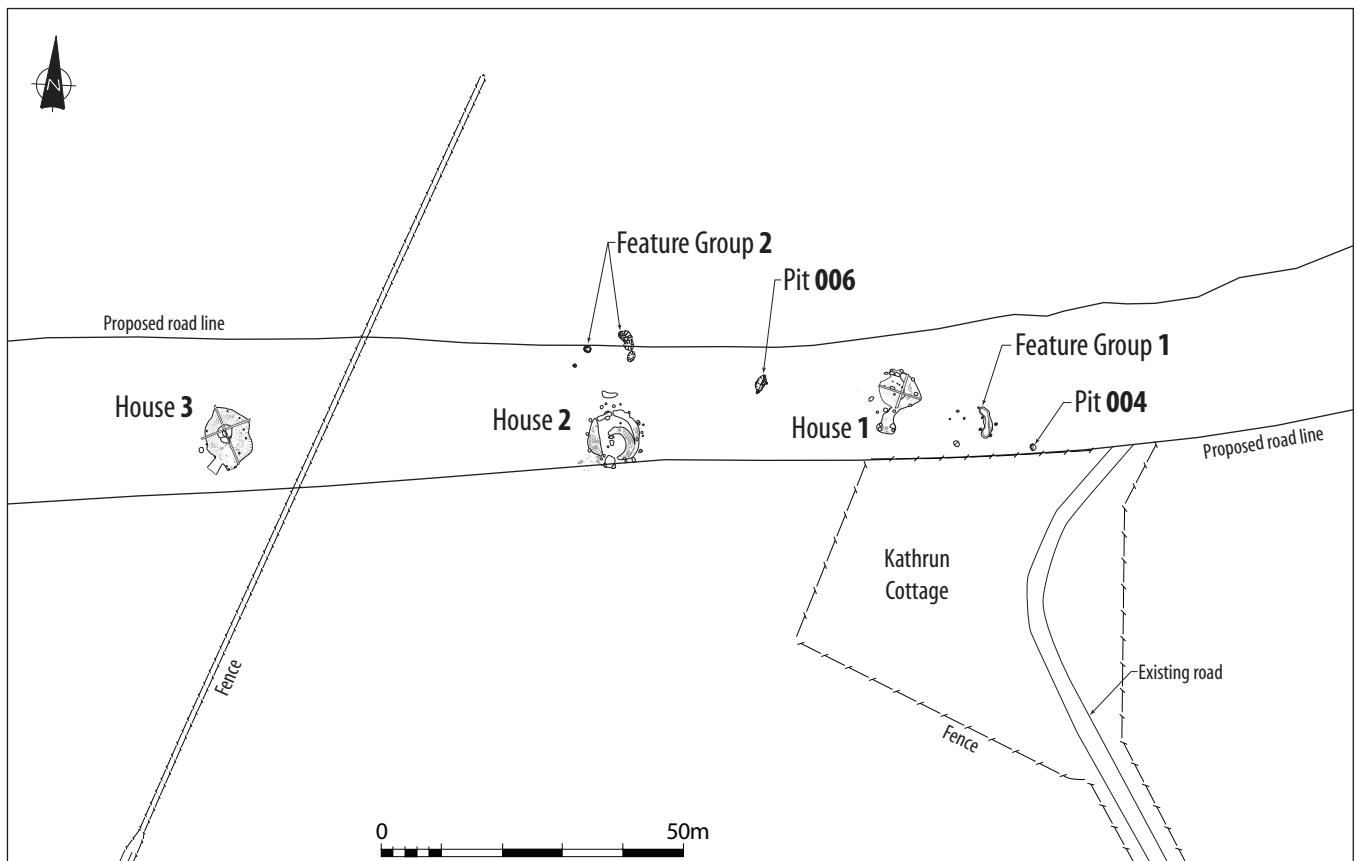 N
Feature Group 2
Pit 006
Proposed road line
Feature Group 1
House 3
House 2
House 1
Pit 004
Proposed road line
Kathrun
Cottage
Fence
Existing road
Fence
0 50m